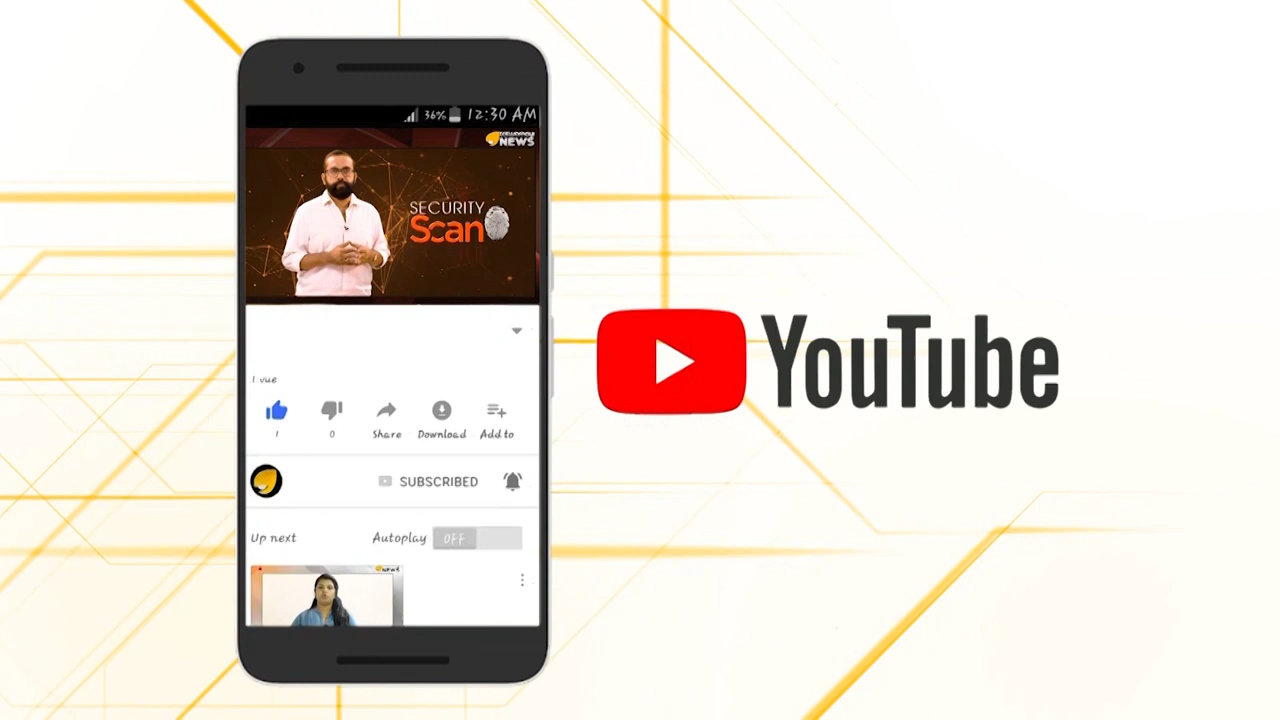 36% 12:30 AM
NEWS
SECURITY
Scan
1 vue
1 0 Share Download Add to
SUBSCRIBED
Up next Autoplay OFF
NEWS
YouTube